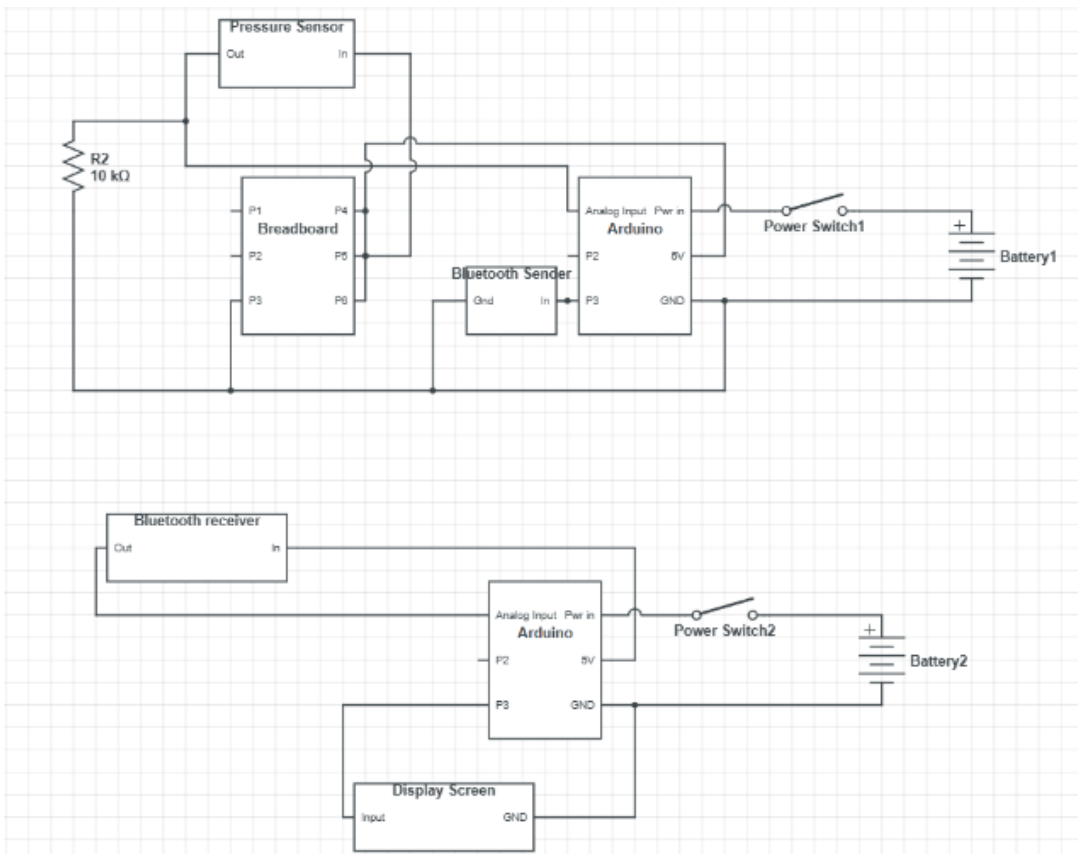 Pressure Sensor
Out In
R2
10 kΩ
P1 P4
Breadboard
P2 P5
P3 P6
Analog Input Pwr in
Arduino
P2 5V
P3 GND
Bluetooth Sender
Gnd In
Power Switch1
+
Battery1
Bluetooth receiver
Out In
Analog Input Pwr in
Arduino
P2 5V
P3 GND
Power Switch2
+
Battery2
Display Screen
Input GND